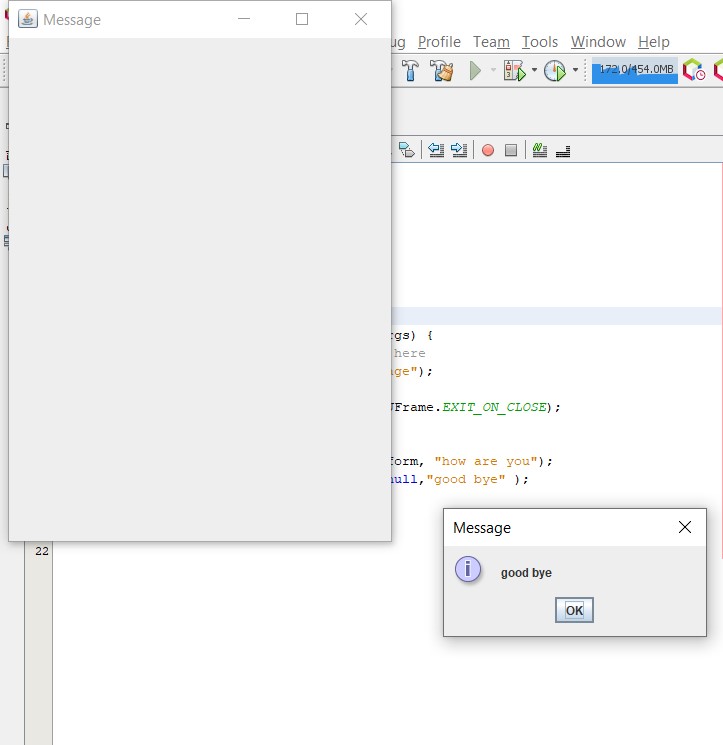 Message
ug Profile Team Tools Window Help
172.0/454.0MB
rgs) {
here
ge");
JFrame.EXIT_ON_CLOSE);
form, "how are you");
null,"good bye" );
Message
22
i good bye
OK